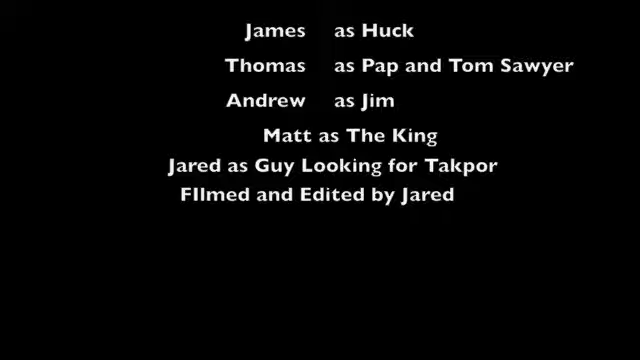 James as Huck
Thomas as Pap and Tom Sawyer
Andrew as Jim
Matt as The King
Jared as Guy Looking for Takpor
FIlmed and Edited by Jared